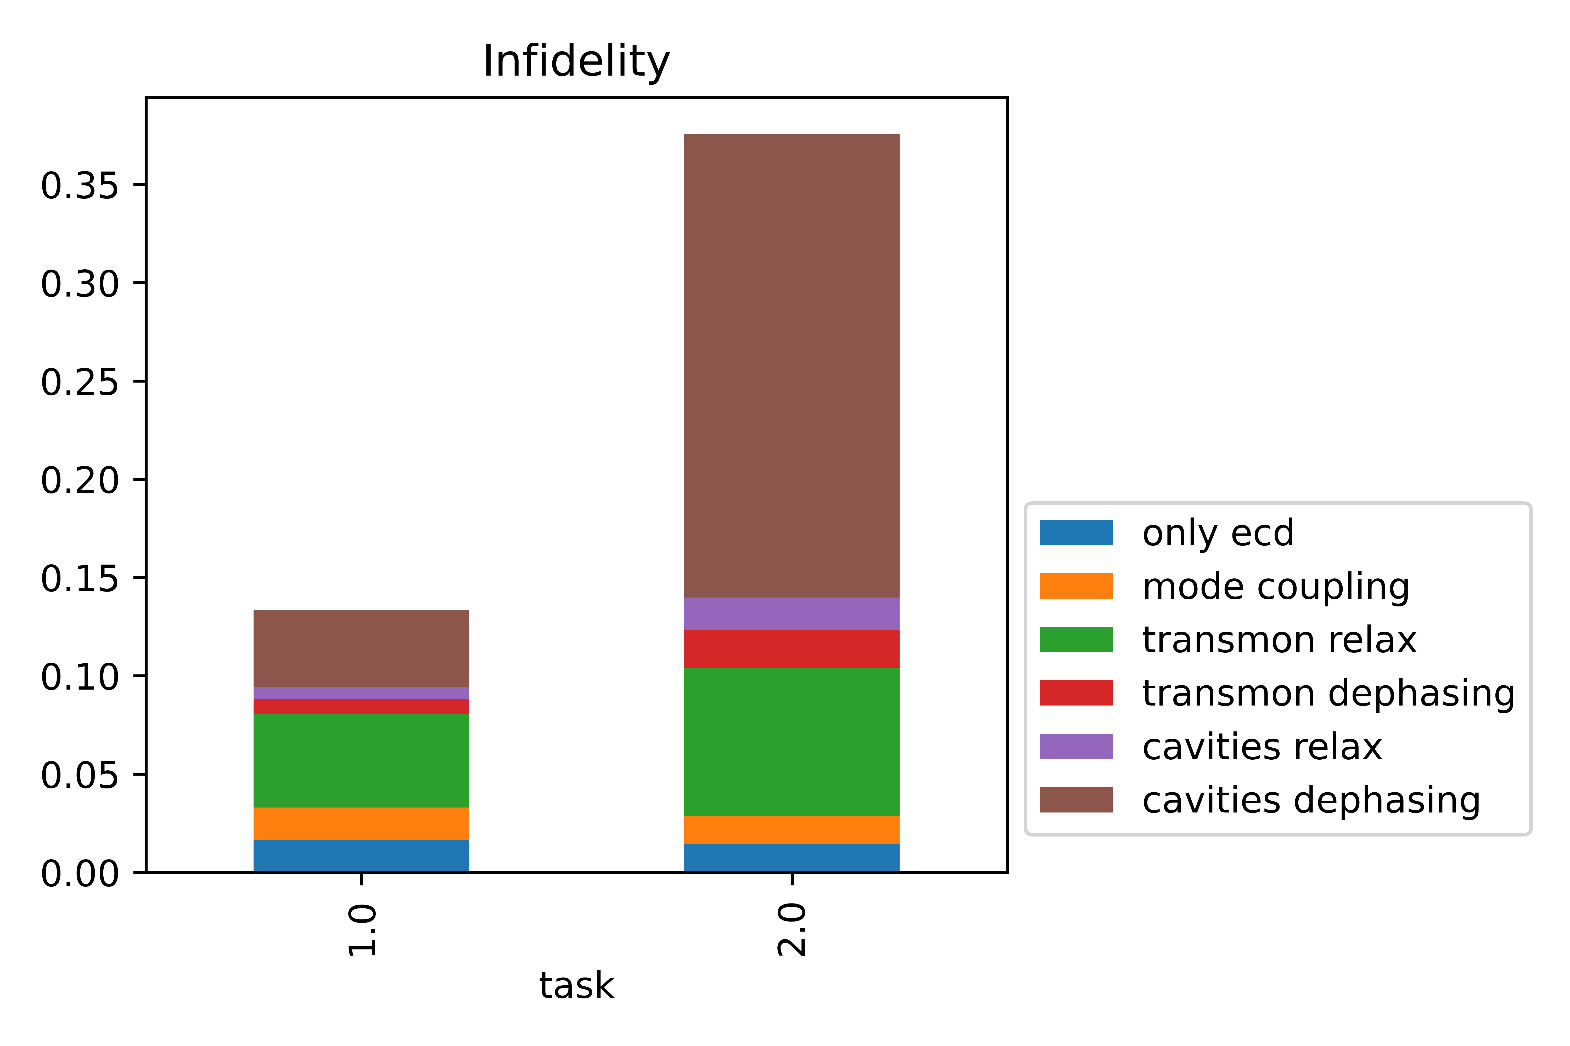 Infidelity
0.35
0.30
0.25
0.20
0.15
0.10
0.05
0.00
1.0
2.0
task
only ecd
mode coupling
transmon relax
transmon dephasing
cavities relax
cavities dephasing